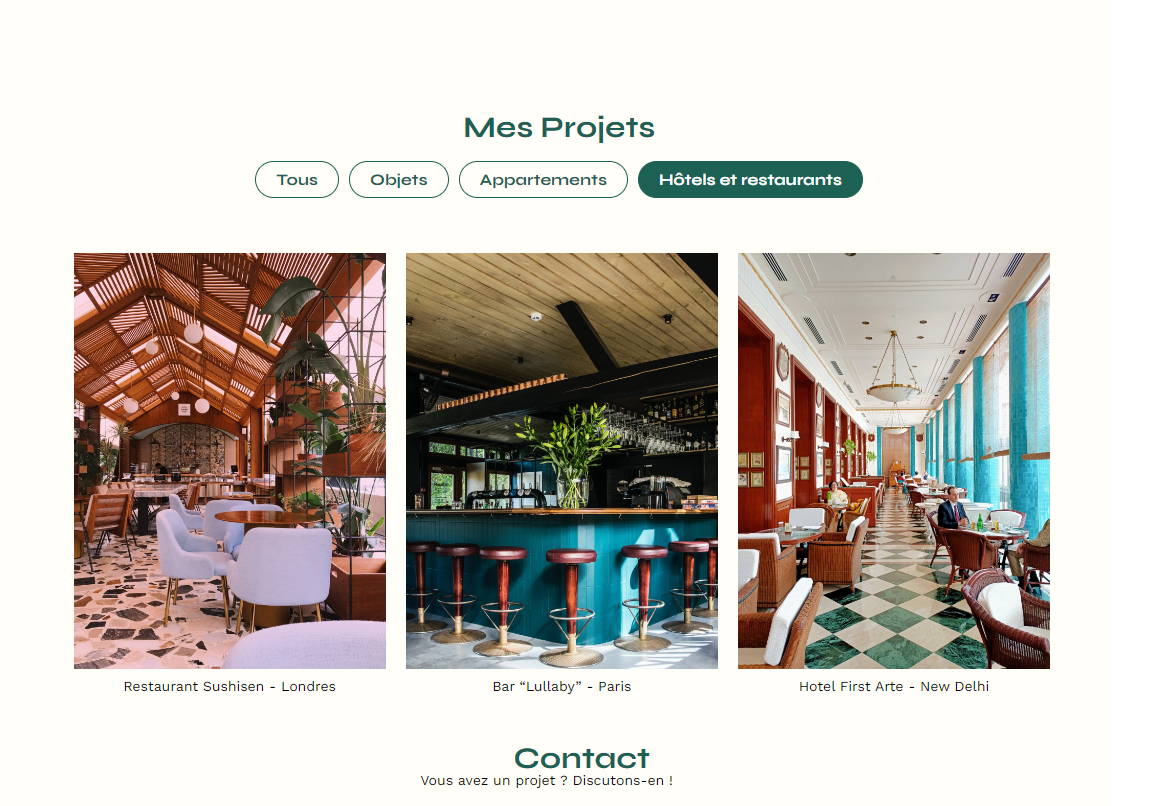 Mes Projets
Tous
Objets
Appartements
Hôtels et restaurants
Restaurant Sushisen - Londres
Bar “Lullaby” - Paris
Hotel First Arte - New Delhi
Contact
Vous avez un projet ? Discutons-en !